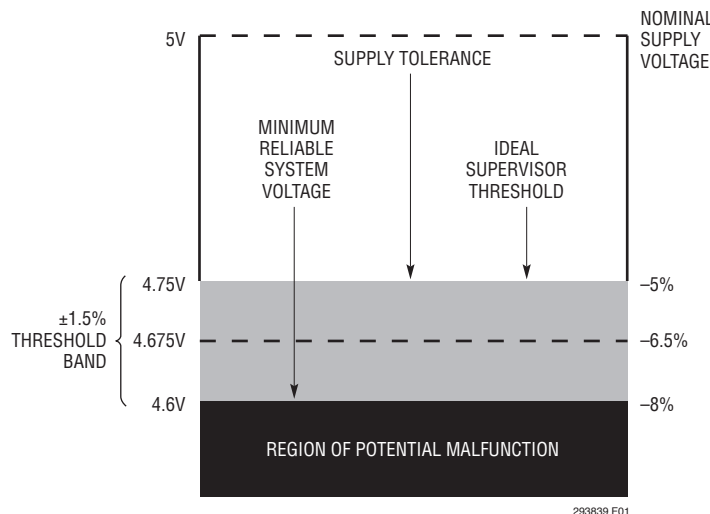 NOMINAL
SUPPLY
VOLTAGE
5V
SUPPLY TOLERANCE
MINIMUM
RELIABLE
SYSTEM
VOLTAGE
IDEAL
SUPERVISOR
THRESHOLD
4.75V
–5%
±1.5%
THRESHOLD
BAND
4.675V
–6.5%
4.6V
–8%
REGION OF POTENTIAL MALFUNCTION
293839 F01